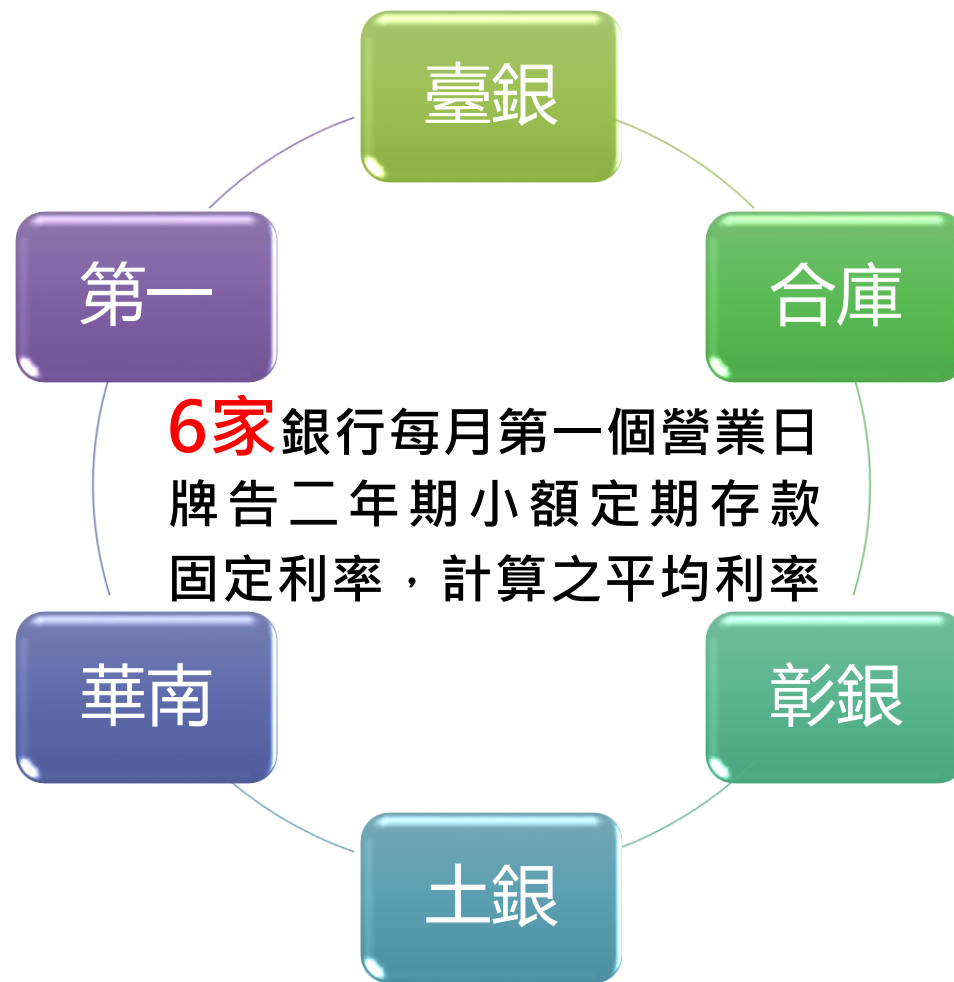 臺銀
合庫
彰銀
土銀
華南
第一
6家銀行每月第一個營業日
牌告二年期小額定期存款
固定利率，計算之平均利率